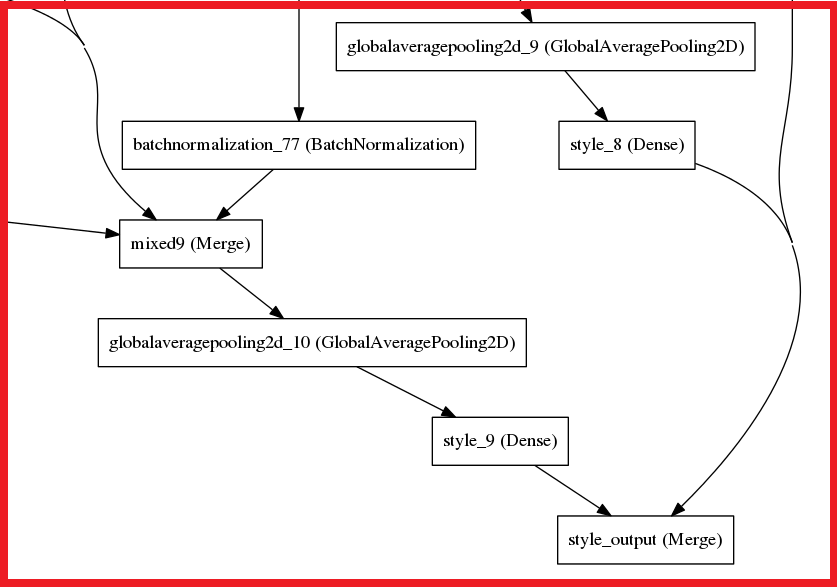 globalaveragepooling2d_9 (GlobalAveragePooling2D)
batchnormalization_77 (BatchNormalization)
style_8 (Dense)
mixed9 (Merge)
globalaveragepooling2d_10 (GlobalAveragePooling2D)
style_9 (Dense)
style_output (Merge)